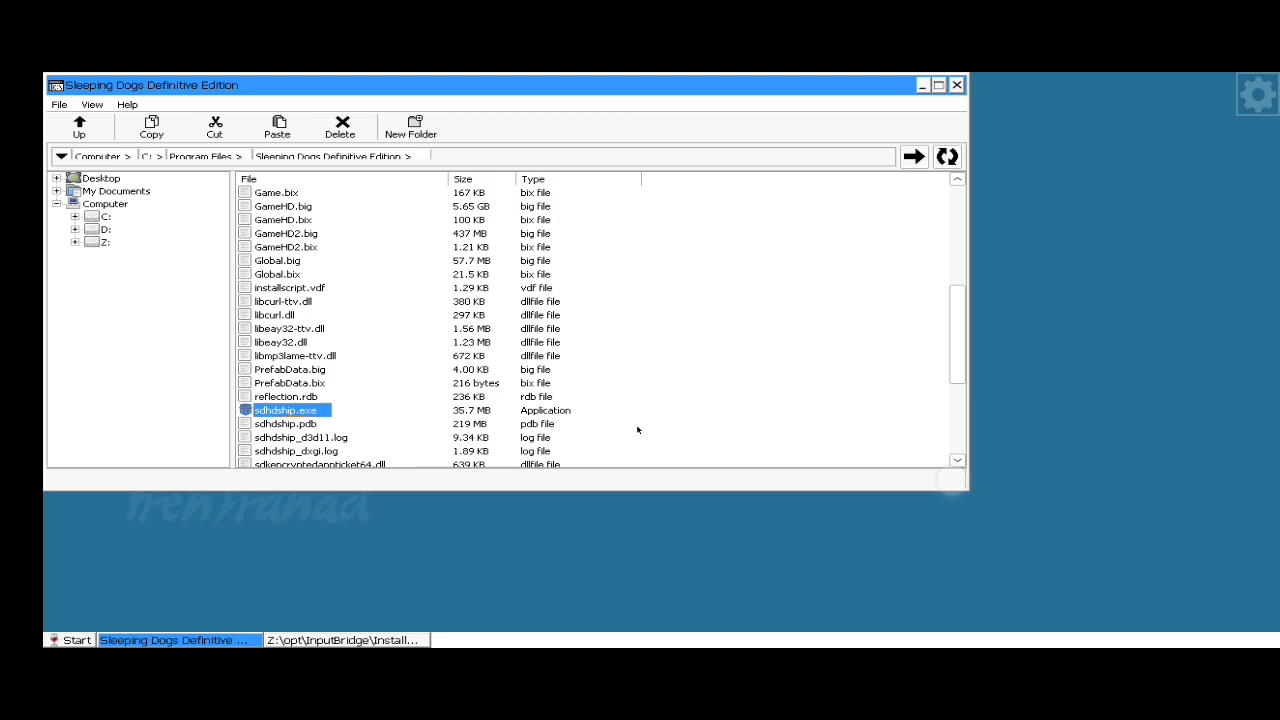 Sleeping Dogs Definitive Edition
File View Help
Up Copy Cut Paste Delete New Folder
Computer > C: > Program Files > Sleeping Dogs Definitive Edition >
Desktop
My Documents
Computer
C:
D:
Z:
File Size Type
Game.bix 167 KB bix file
GameHD.big 5.65 GB big file
GameHD.bix 100 KB bix file
GameHD2.big 437 MB big file
GameHD2.bix 1.21 KB bix file
Global.big 57.7 MB big file
Global.bix 21.5 KB bix file
installscript.vdf 1.29 KB vdf file
libcurl-ttv.dll 380 KB dllfile file
libcurl.dll 297 KB dllfile file
libeay32-ttv.dll 1.56 MB dllfile file
libeay32.dll 1.23 MB dllfile file
libmp3lame-ttv.dll 672 KB dllfile file
PrefabData.big 4.00 KB big file
PrefabData.bix 216 bytes bix file
reflection.rdb 236 KB rdb file
sdhdship.exe 35.7 MB Application
sdhdship.pdb 219 MB pdb file
sdhdship_d3d11.log 9.34 KB log file
sdhdship_dxgi.log 1.89 KB log file
sdkencryptedappticket64.dll 639 KB dllfile file
Start Sleeping Dogs Definitive ... Z:\opt\InputBridge\Install...